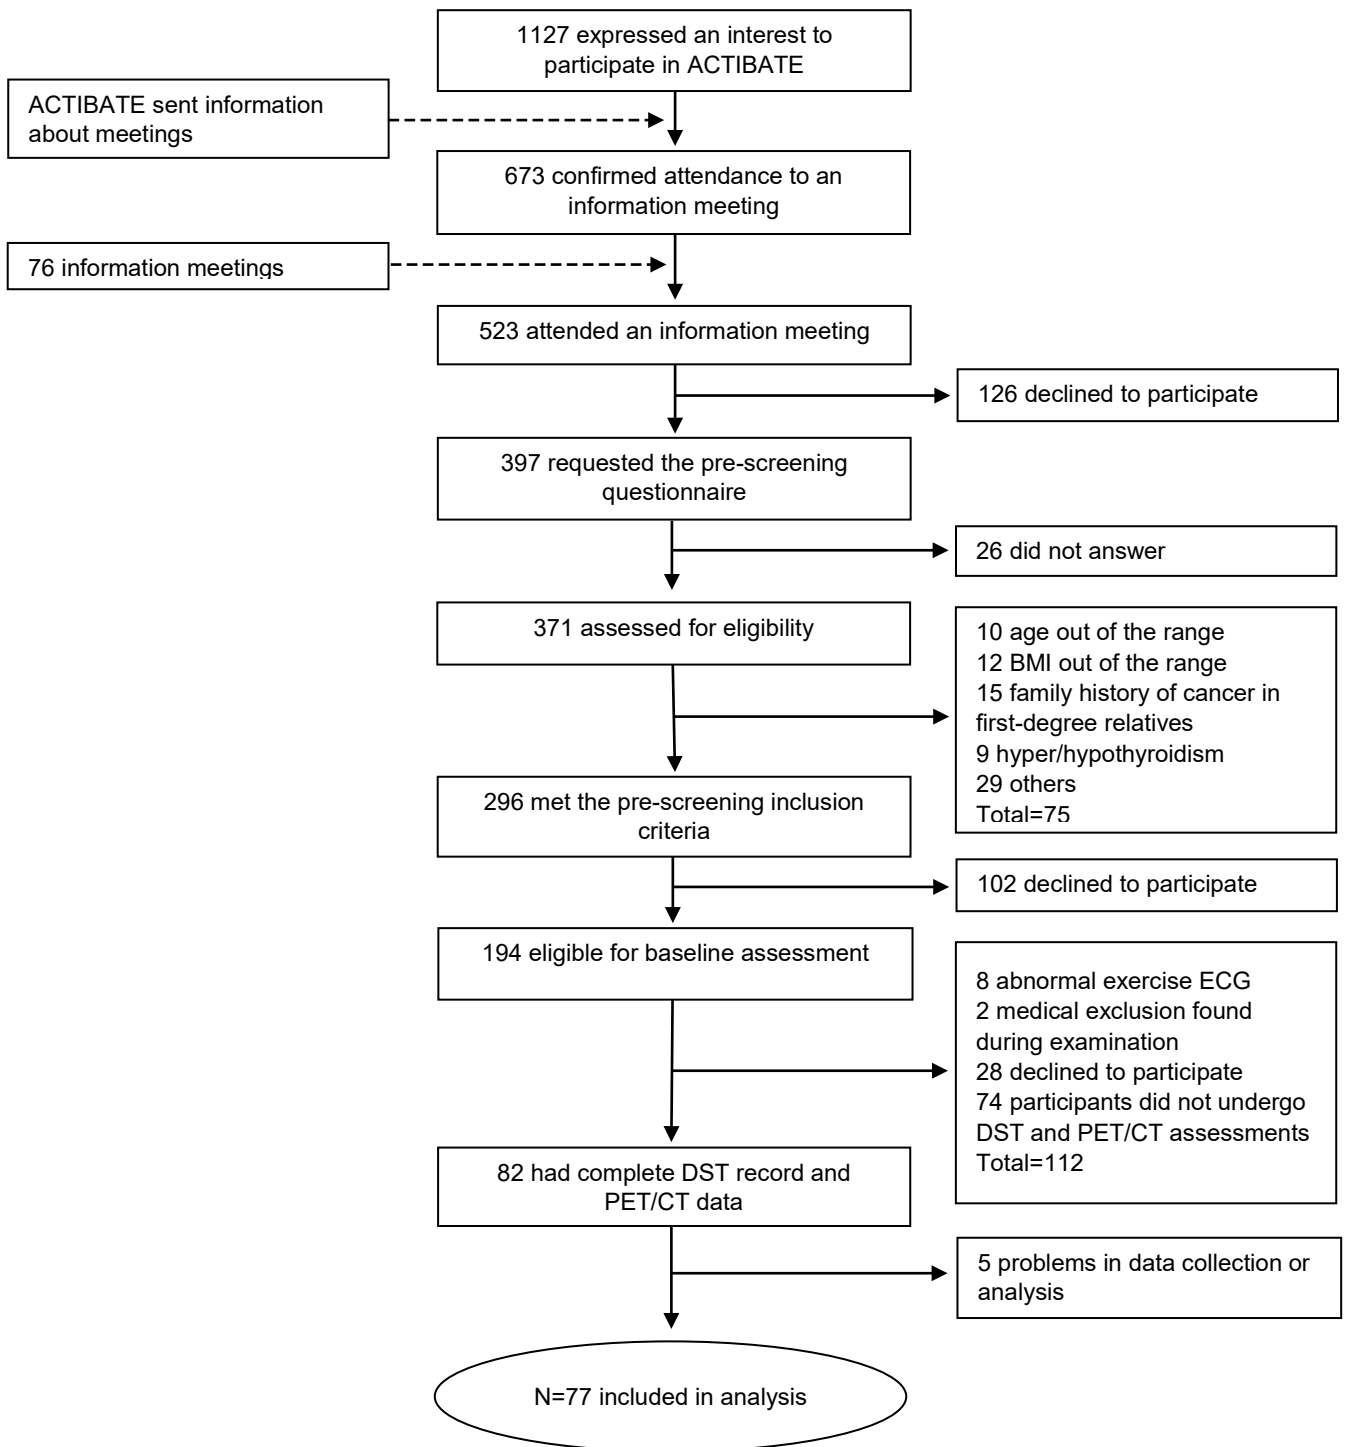 1127 expressed an interest to
participate in ACTIBATE
ACTIBATE sent information
about meetings
673 confirmed attendance to an
information meeting
76 information meetings
523 attended an information meeting
126 declined to participate
397 requested the pre-screening
questionnaire
26 did not answer
371 assessed for eligibility
10 age out of the range
12 BMI out of the range
15 family history of cancer in
first-degree relatives
9 hyper/hypothyroidism
29 others
Total=75
296 met the pre-screening inclusion
criteria
102 declined to participate
194 eligible for baseline assessment
8 abnormal exercise ECG
2 medical exclusion found
during examination
28 declined to participate
74 participants did not undergo
DST and PET/CT assessments
Total=112
82 had complete DST record and
PET/CT data
5 problems in data collection or
analysis
N=77 included in analysis